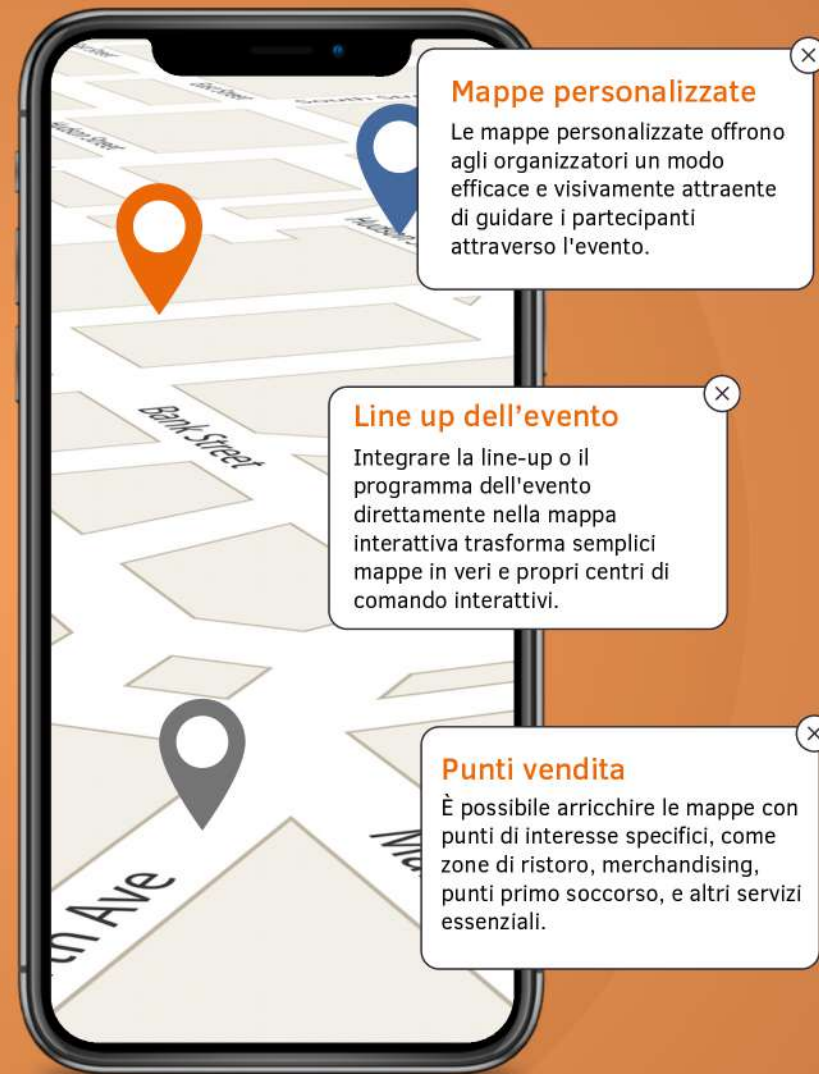 Mappe personalizzate
Le mappe personalizzate offrono
agli organizzatori un modo
efficace e visivamente attraente
di guidare i partecipanti
attraverso l'evento.
Line up dell’evento
Integrare la line-up o il
programma dell'evento
direttamente nella mappa
interattiva trasforma semplici
mappe in veri e propri centri di
comando interattivi.
Bank Street
Punti vendita
È possibile arricchire le mappe con
punti di interesse specifici, come
zone di ristoro, merchandising,
punti primo soccorso, e altri servizi
essenziali.
Ave